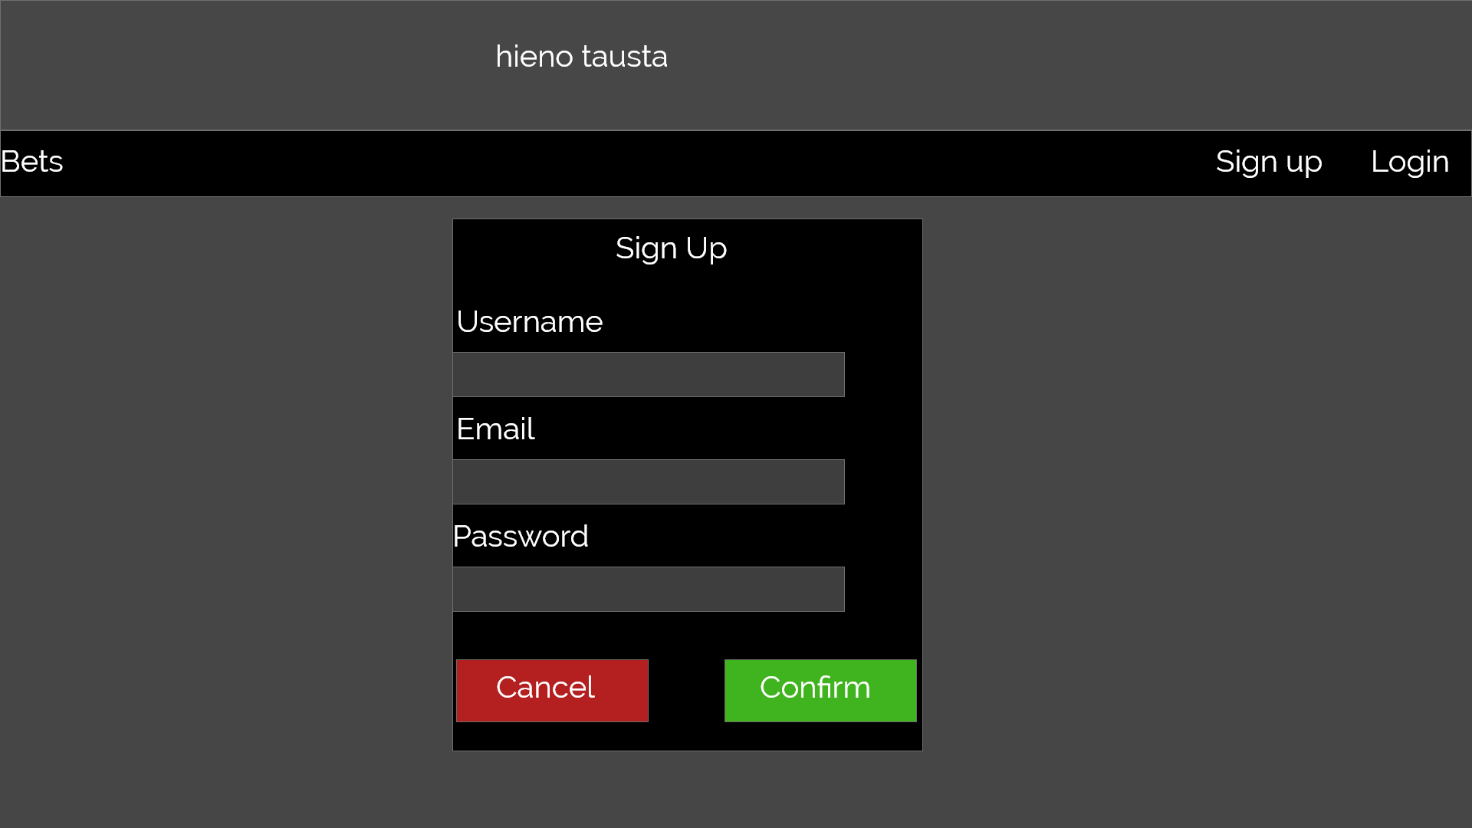 hieno tausta
Bets
Sign up
Login
Sign Up
Username
Email
Password
Cancel
Confirm